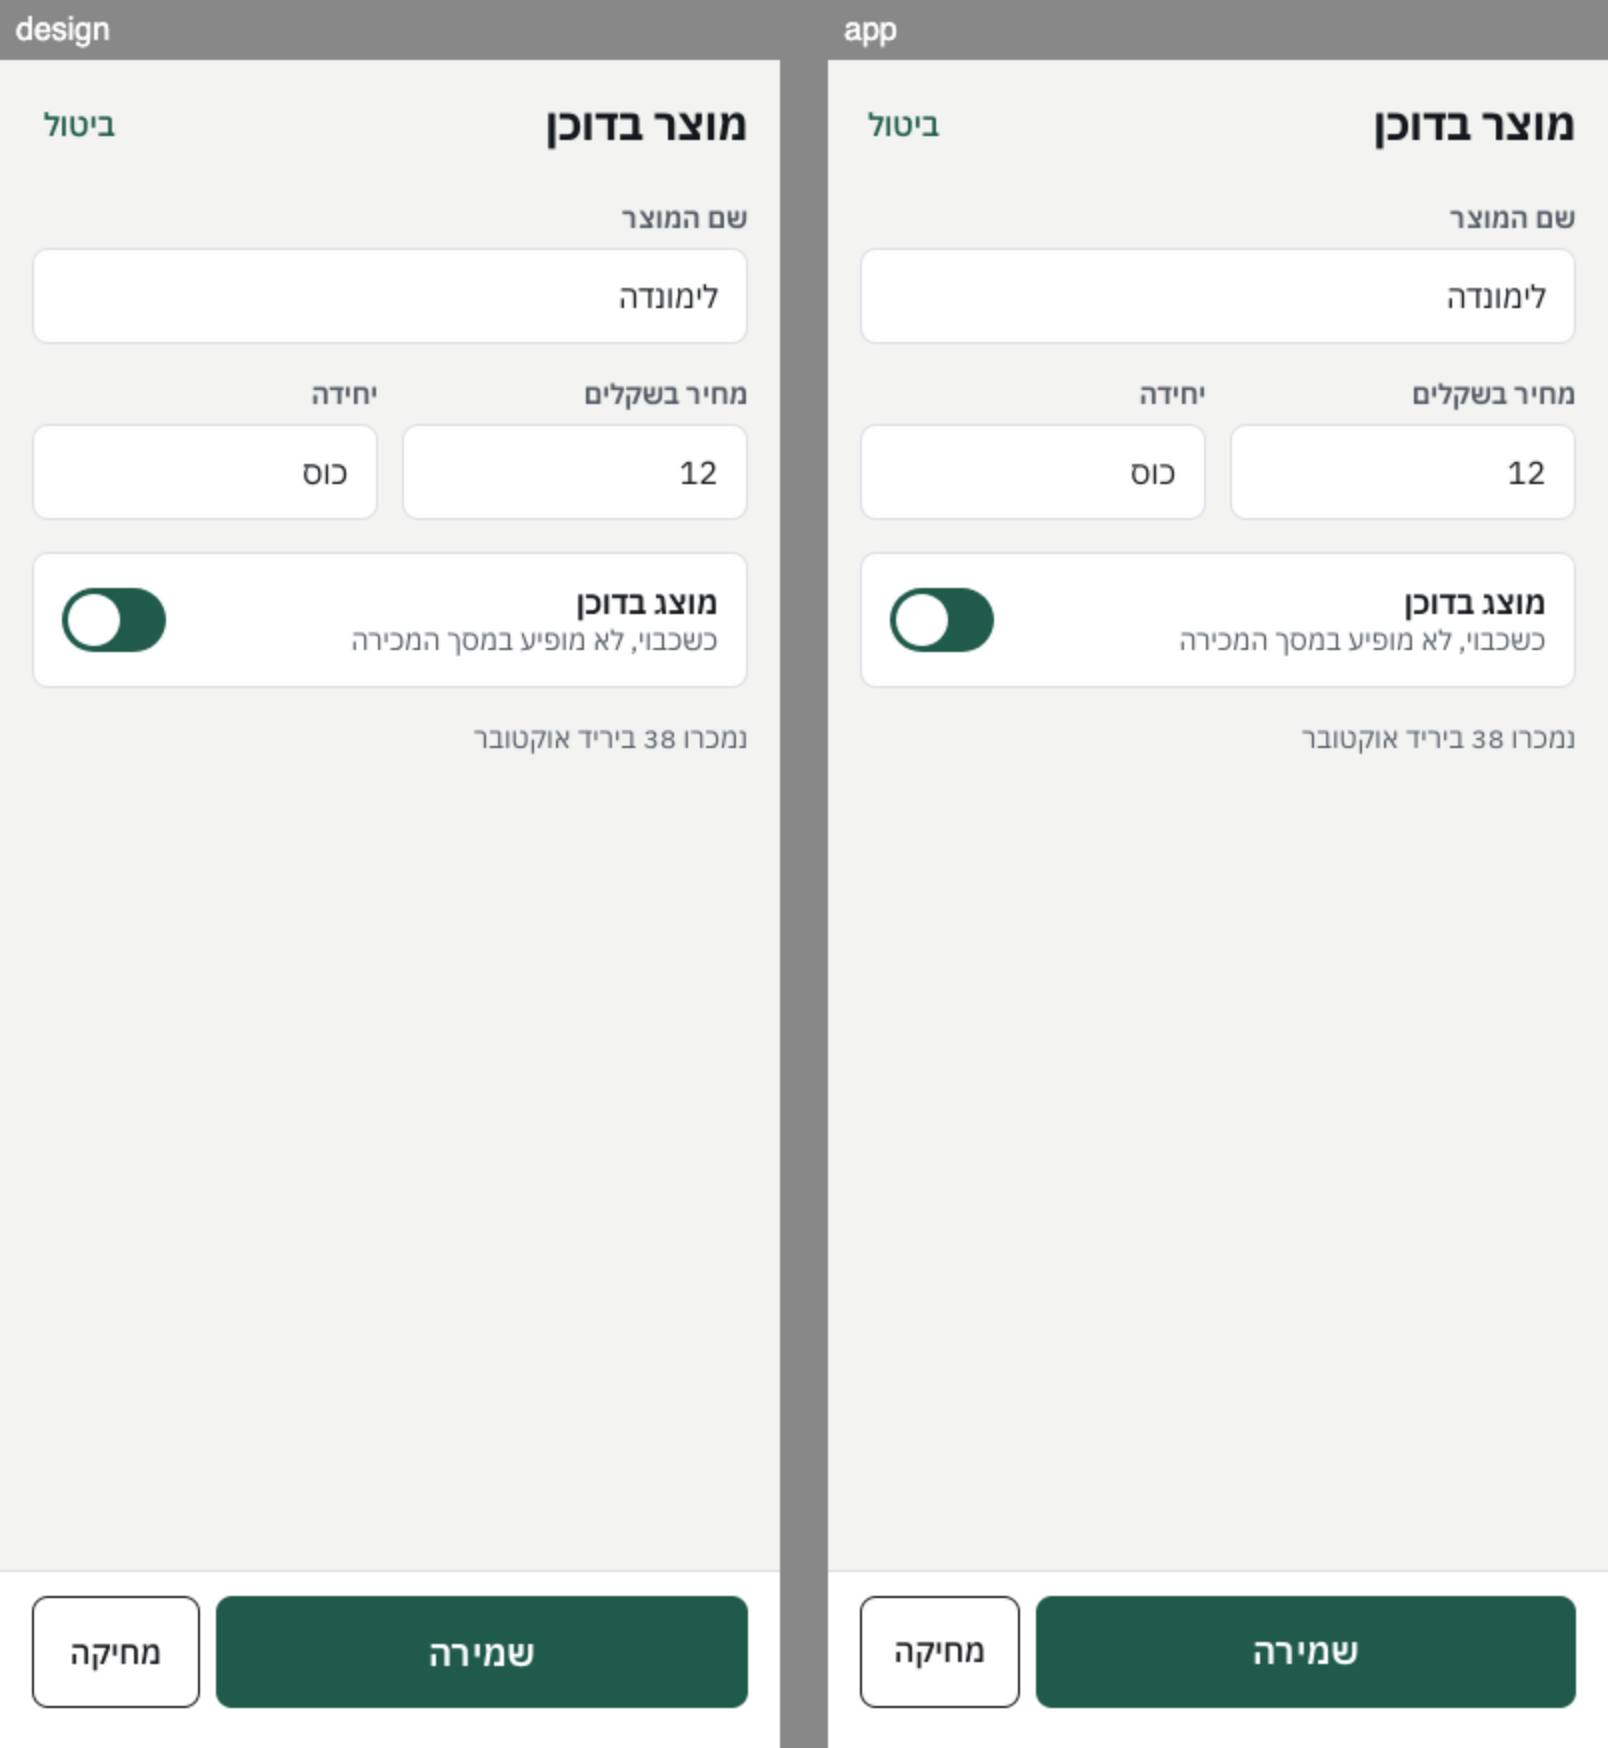 design
מוצר בדוכן
ביטול
שם המוצר
לימונדה
מחיר בשקלים
יחידה
12
כוס
מוצג בדוכן
כשכבוי, לא מופיע במסך המכירה
נמכרו 38 ביריד אוקטובר
שמירה
מחיקה
app
מוצר בדוכן
ביטול
שם המוצר
לימונדה
מחיר בשקלים
יחידה
12
כוס
מוצג בדוכן
כשכבוי, לא מופיע במסך המכירה
נמכרו 38 ביריד אוקטובר
שמירה
מחיקה